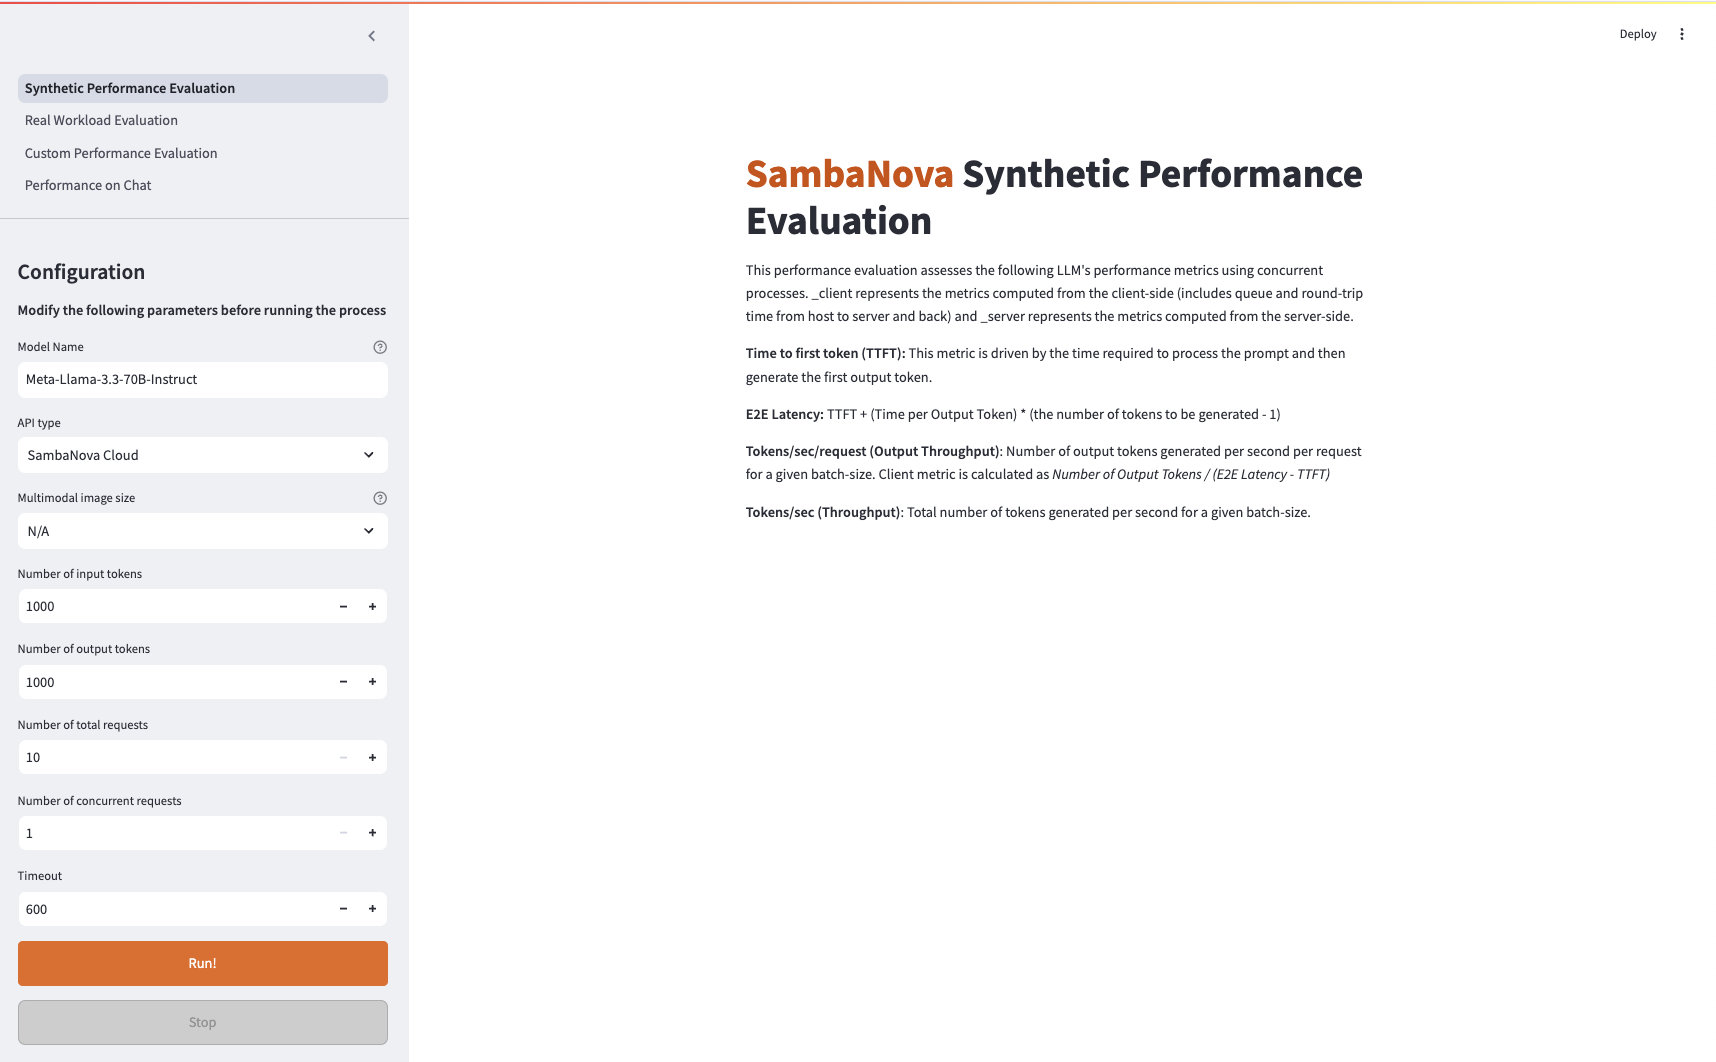 Deploy
Synthetic Performance Evaluation
Real Workload Evaluation
Custom Performance Evaluation
Performance on Chat
Configuration
Modify the following parameters before running the process
Model Name
Meta-Llama-3.3-70B-Instruct
API type
SambaNova Cloud
Multimodal image size
N/A
Number of input tokens
1000
Number of output tokens
1000
Number of total requests
10
Number of concurrent requests
1
Timeout
600
Run!
Stop
SambaNova Synthetic Performance
Evaluation
This performance evaluation assesses the following LLM's performance metrics using concurrent
processes. _client represents the metrics computed from the client-side (includes queue and round-trip
time from host to server and back) and _server represents the metrics computed from the server-side.
Time to first token (TTFT): This metric is driven by the time required to process the prompt and then
generate the first output token.
E2E Latency: TTFT + (Time per Output Token) * (the number of tokens to be generated - 1)
Tokens/sec/request (Output Throughput): Number of output tokens generated per second per request
for a given batch-size. Client metric is calculated as Number of Output Tokens / (E2E Latency - TTFT)
Tokens/sec (Throughput): Total number of tokens generated per second for a given batch-size.